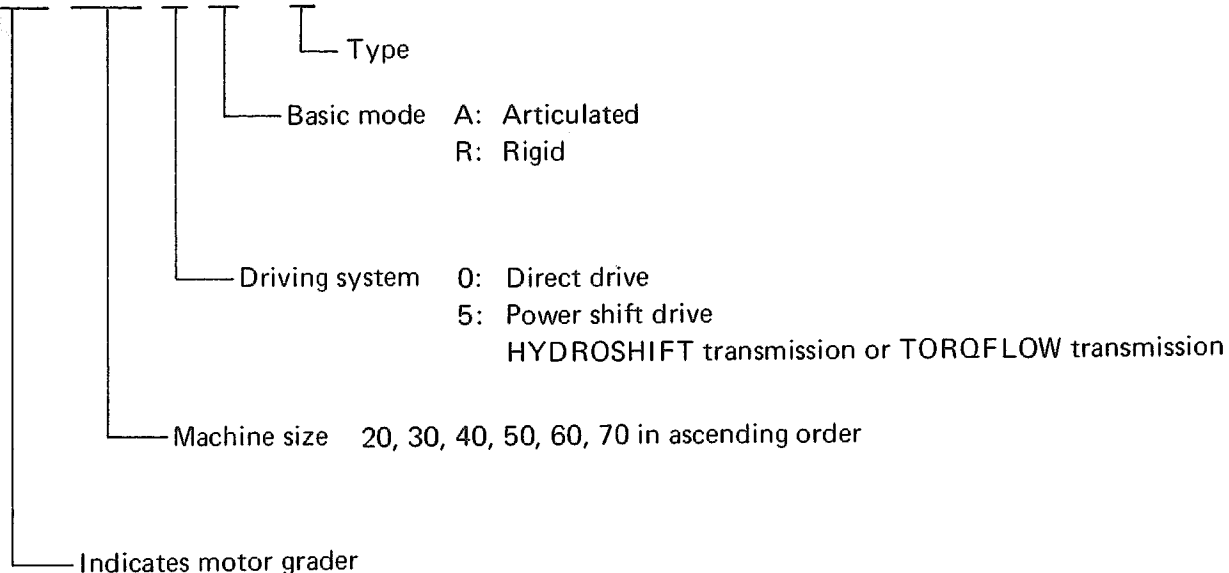 Type
Basic mode A: Articulated
R: Rigid
Driving system 0: Direct drive
5: Power shift drive
HYDROSHIFT transmission or TORQFLOW transmission
Machine size 20, 30, 40, 50, 60, 70 in ascending order
Indicates motor grader